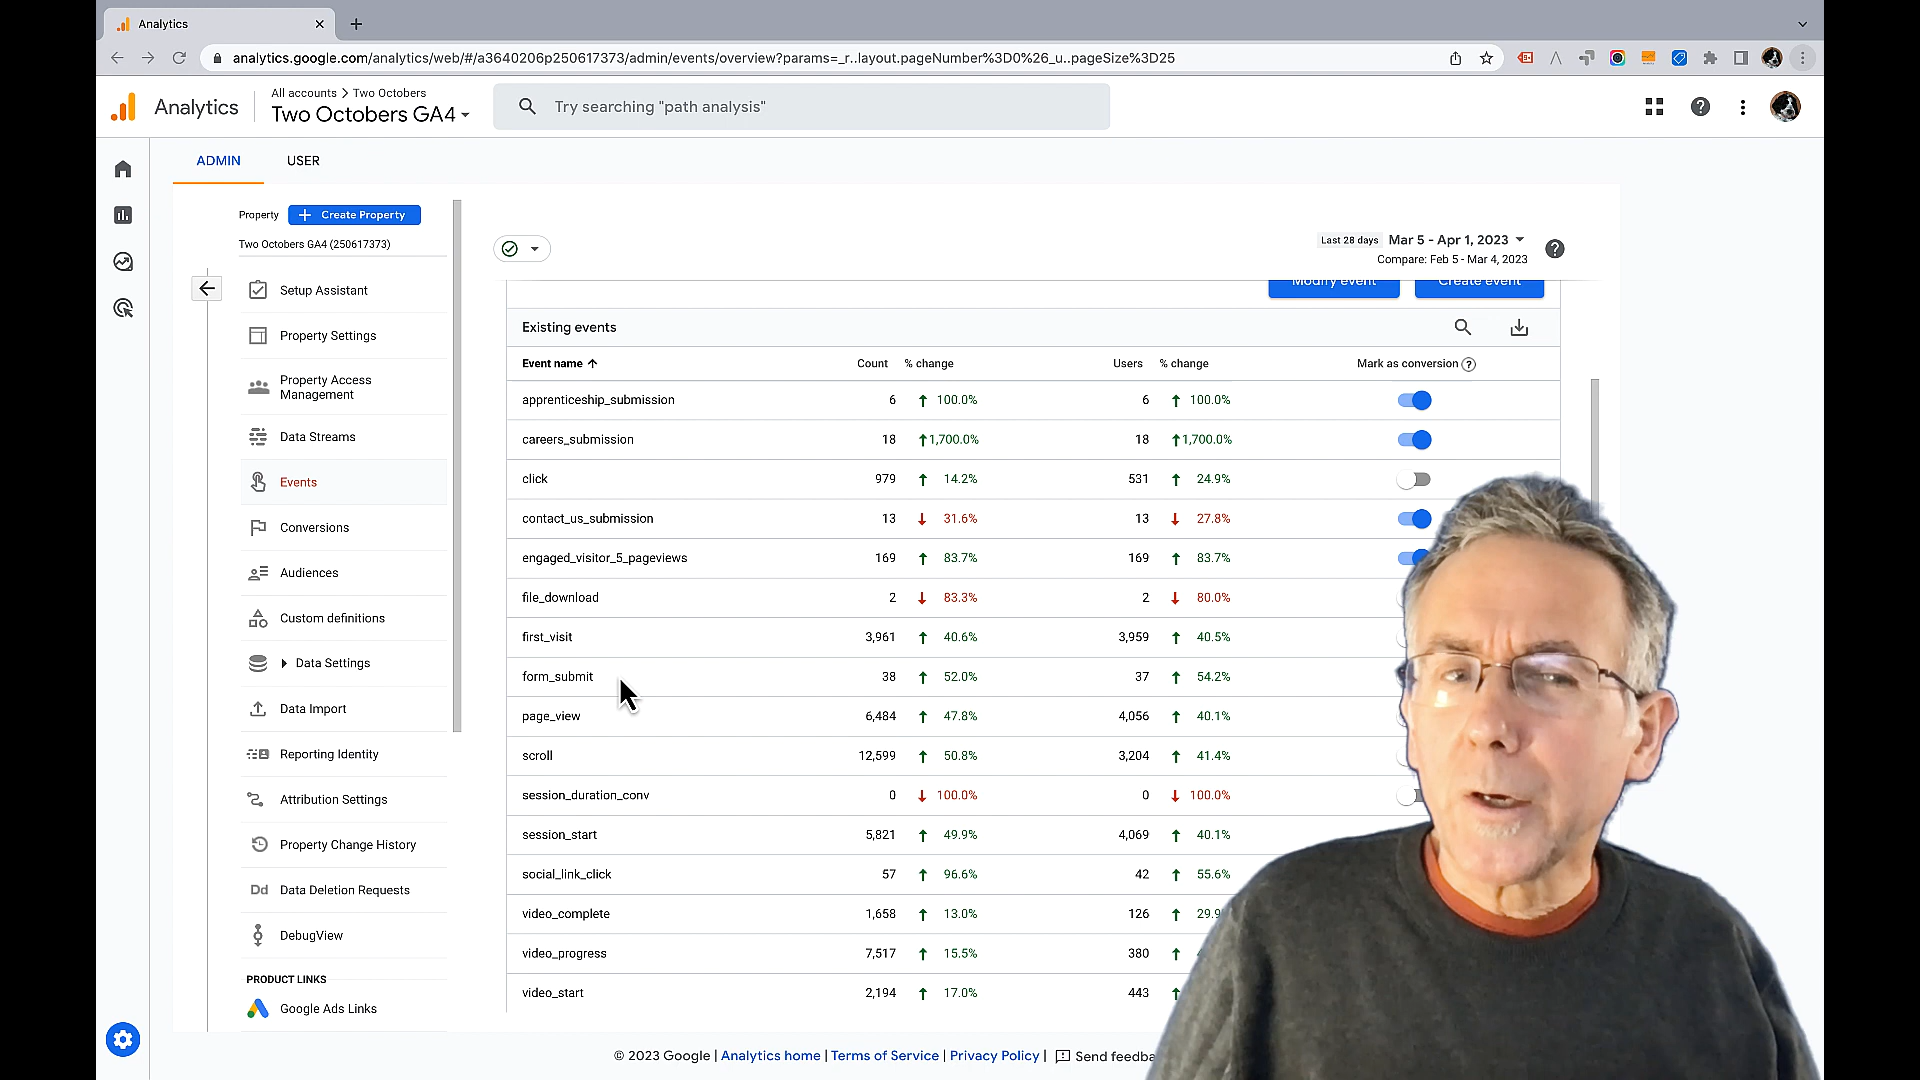 Analytics
analytics.google.com/analytics/web/#/a3640206p250617373/admin/events/overview?params=_r..layout.pageNumber%3D0%26_u..pageSize%3D25
Analytics
All accounts > Two Octobers
Two Octobers GA4
Try searching "path analysis"
ADMIN
USER
Property
+ Create Property
Two Octobers GA4 (250617373)
Setup Assistant
Property Settings
Property Access
Management
Data Streams
Events
Conversions
Audiences
Custom definitions
Data Settings
Data Import
Reporting Identity
Attribution Settings
Property Change History
Dd Data Deletion Requests
DebugView
PRODUCT LINKS
Google Ads Links
Last 28 days Mar 5 - Apr 1, 2023
Compare: Feb 5 - Mar 4, 2023
Modify event Create event
Existing events
Event name Count % change Users % change Mark as conversion
apprenticeship_submission 6 100.0% 6 100.0%
careers_submission 18 1,700.0% 18 1,700.0%
click 979 14.2% 531 24.9%
contact_us_submission 13 31.6% 13 27.8%
engaged_visitor_5_pageviews 169 83.7% 169 83.7%
file_download 2 83.3% 2 80.0%
first_visit 3,961 40.6% 3,959 40.5%
form_submit 38 52.0% 37 54.2%
page_view 6,484 47.8% 4,056 40.1%
scroll 12,599 50.8% 3,204 41.4%
session_duration_conv 0 100.0% 0 100.0%
session_start 5,821 49.9% 4,069 40.1%
social_link_click 57 96.6% 42 55.6%
video_complete 1,658 13.0% 126 29.9
video_progress 7,517 15.5% 380
video_start 2,194 17.0% 443
© 2023 Google | Analytics home | Terms of Service | Privacy Policy | Send feedba